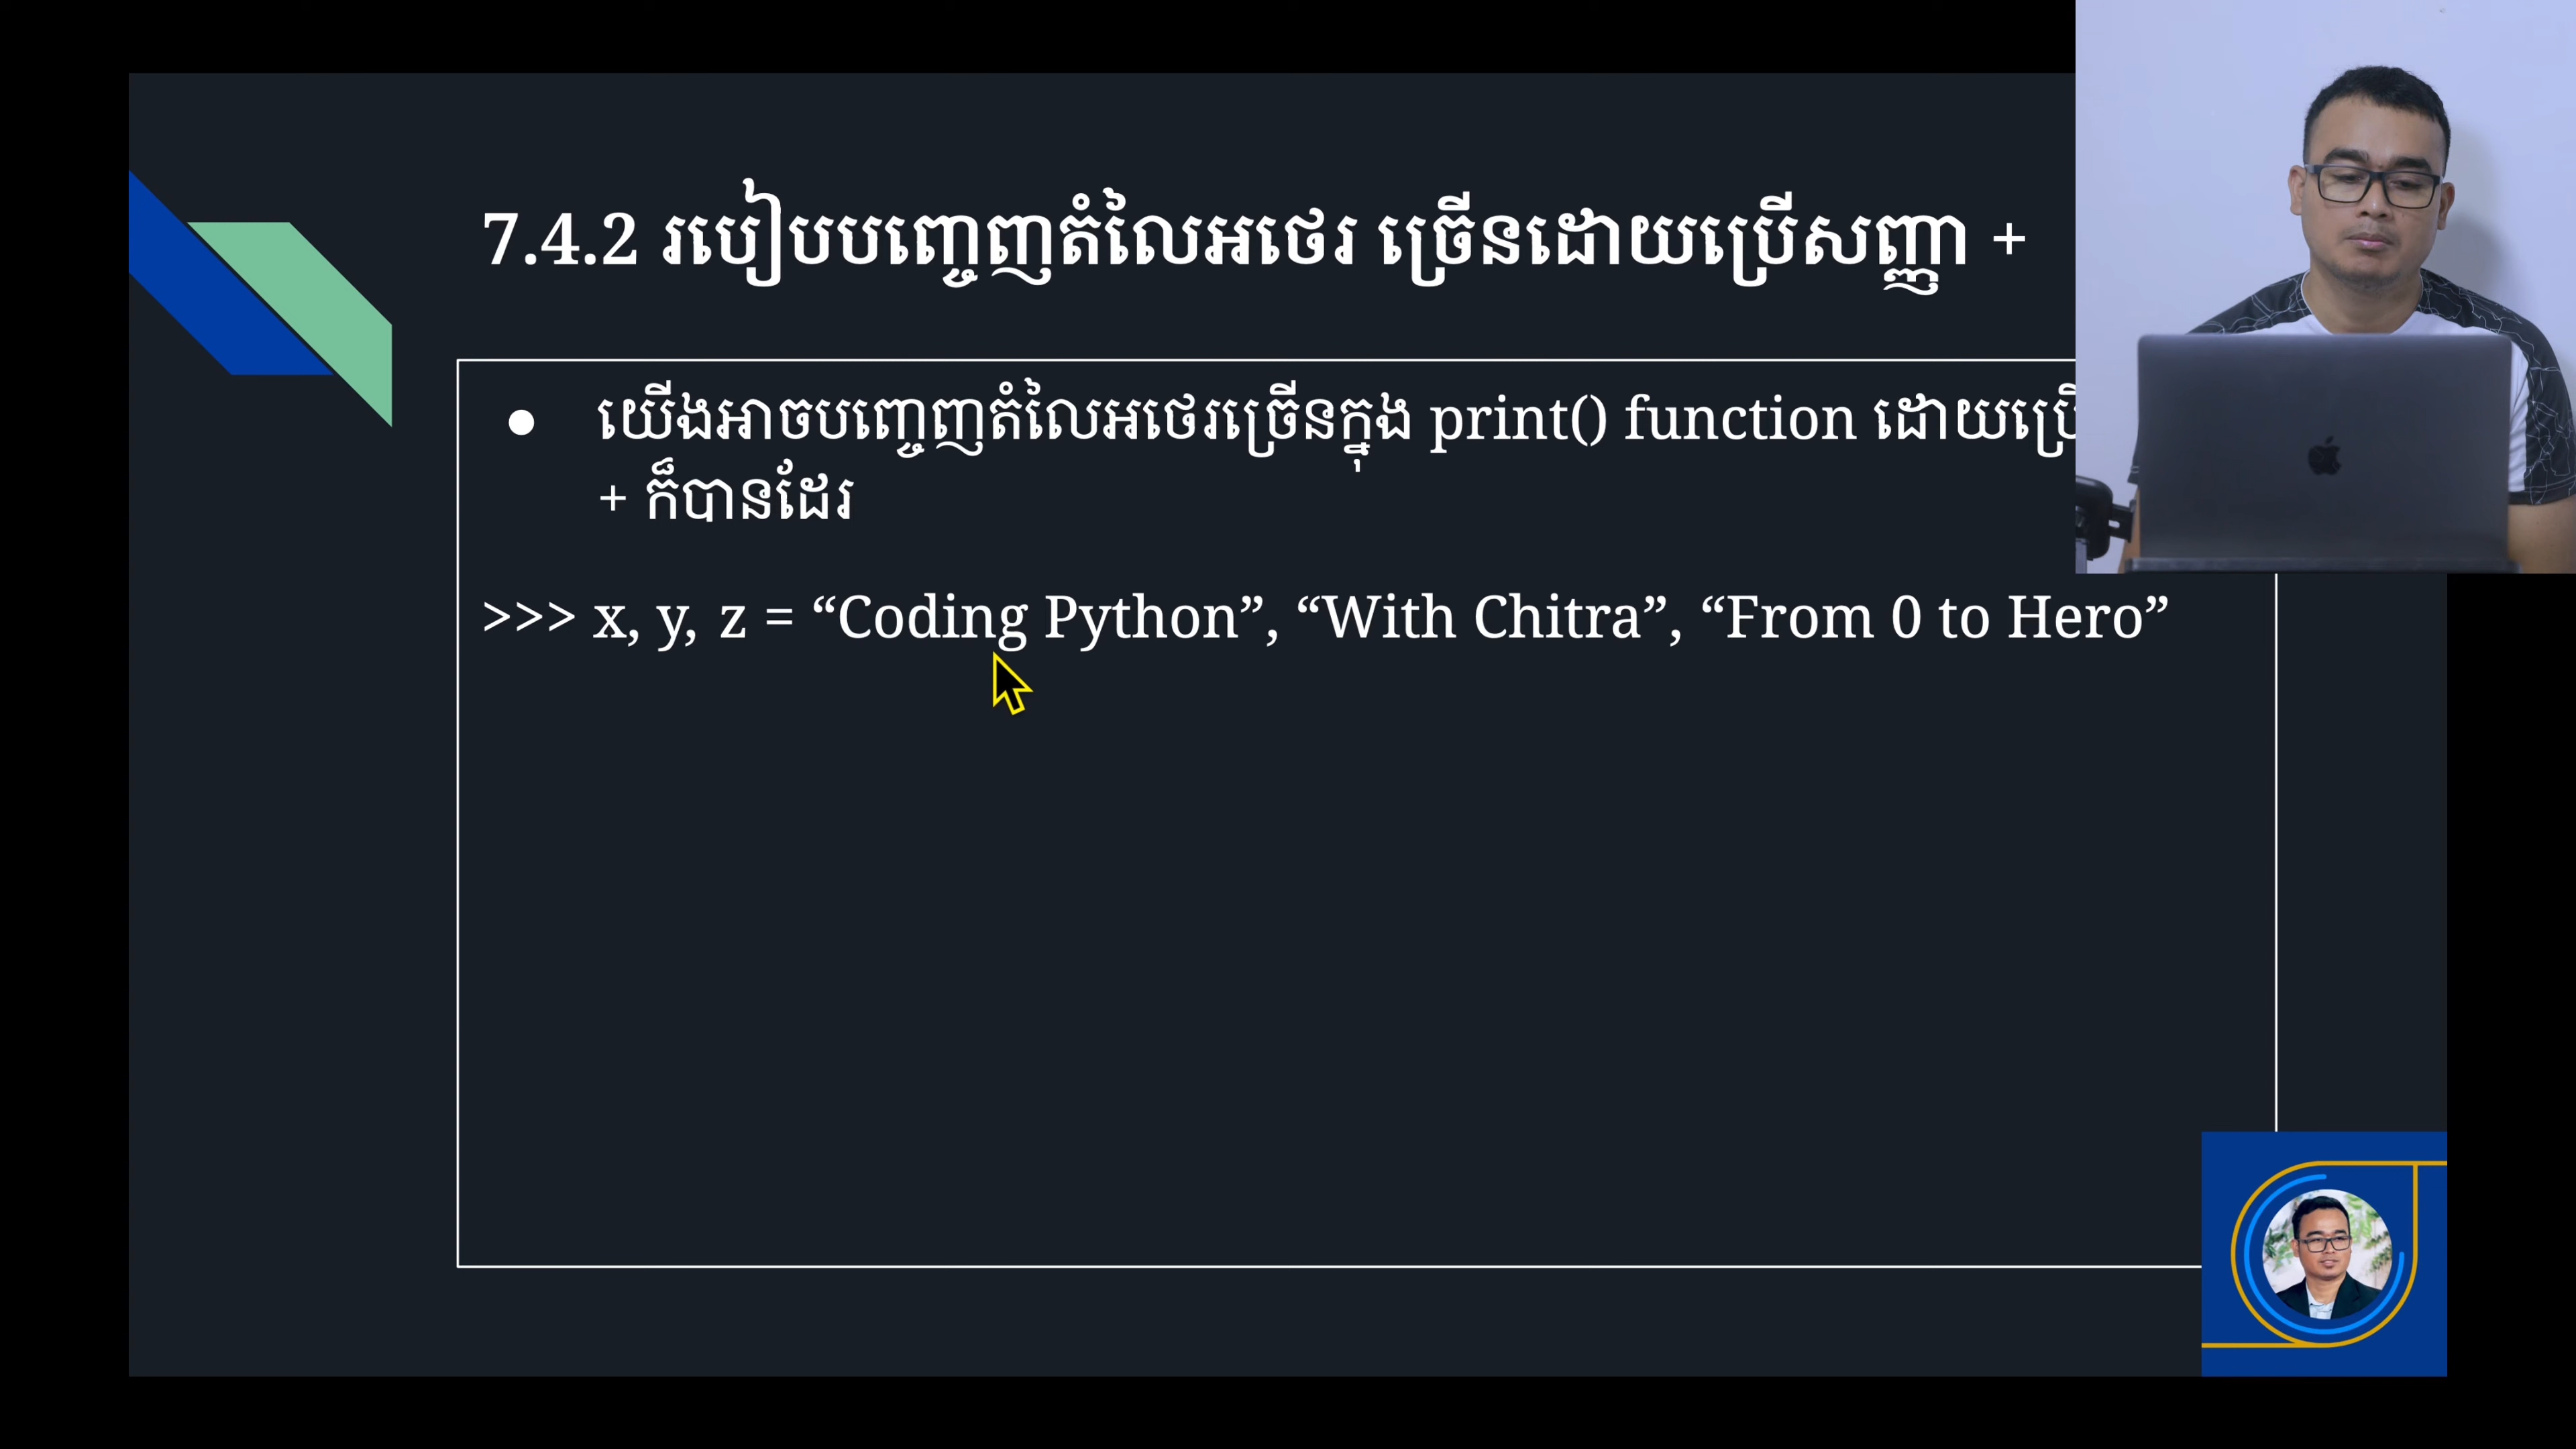 7.4.2 របៀបបញ្ចេញតំលៃអថេរ ច្រើនដោយប្រើសញ្ញា +
● យើងអាចបញ្ចេញតំលៃអថេរច្រើនក្នុង print() function ដោយប្រើ
+ ក៏បានដែរ
>>> x, y, z = “Coding Python”, “With Chitra”, “From 0 to Hero”